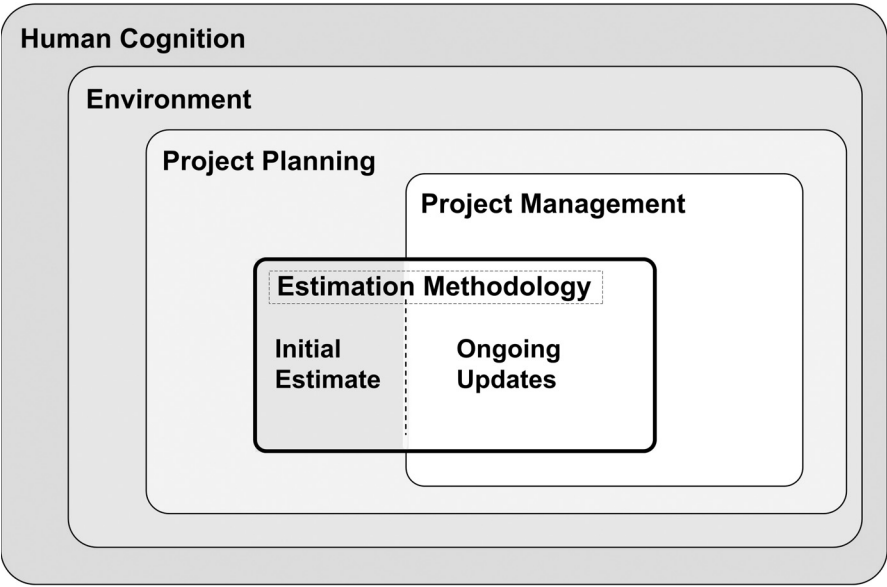 Human Cognition
Environment
Project Planning
Project Management
Estimation Methodology
Initial
Estimate
Ongoing
Updates